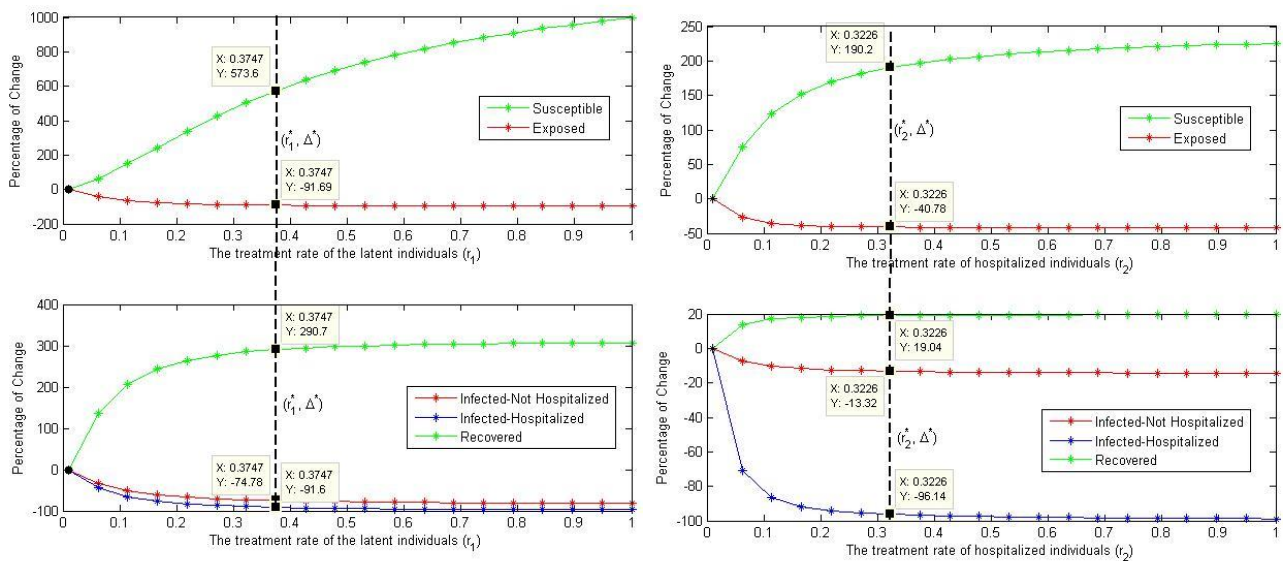 1000
800
600
400
200
0
-200
Percentage of Change
X: 0.3747
Y: 573.6
Susceptible
Exposed
(r*1, Δ*)
X: 0.3747
Y: -91.69
0 0.1 0.2 0.3 0.4 0.5 0.6 0.7 0.8 0.9 1
The treatment rate of the latent individuals (r1)
250
200
150
100
50
0
-50
Percentage of Change
X: 0.3226
Y: 190.2
Susceptible
Exposed
(r*2, Δ*)
X: 0.3226
Y: -40.78
0 0.1 0.2 0.3 0.4 0.5 0.6 0.7 0.8 0.9 1
The treatment rate of hospitalized individuals (r2)
400
300
200
100
0
-100
Percentage of Change
X: 0.3747
Y: 290.7
Infected-Not Hospitalized
Infected-Hospitalized
Recovered
(r*1, Δ*)
X: 0.3747
Y: -74.78
X: 0.3747
Y: -91.6
0 0.1 0.2 0.3 0.4 0.5 0.6 0.7 0.8 0.9 1
The treatment rate of the latent individuals (r1)
20
0
-20
-40
-60
-80
-100
Percentage of Change
X: 0.3226
Y: 19.04
X: 0.3226
Y: -13.32
Infected-Not Hospitalized
Infected-Hospitalized
Recovered
(r*2, Δ*)
X: 0.3226
Y: -96.14
0 0.1 0.2 0.3 0.4 0.5 0.6 0.7 0.8 0.9 1
The treatment rate of hospitalized individuals (r2)